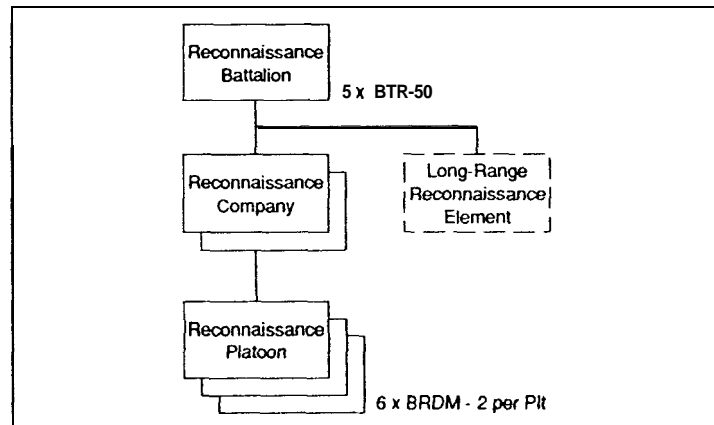 Reconnaissance
Battalion
5 x BTR-50
Reconnaissance
Company
Long-Range
Reconnaissance
Element
Reconnaissance
Platoon
6 x BRDM - 2 per Plt